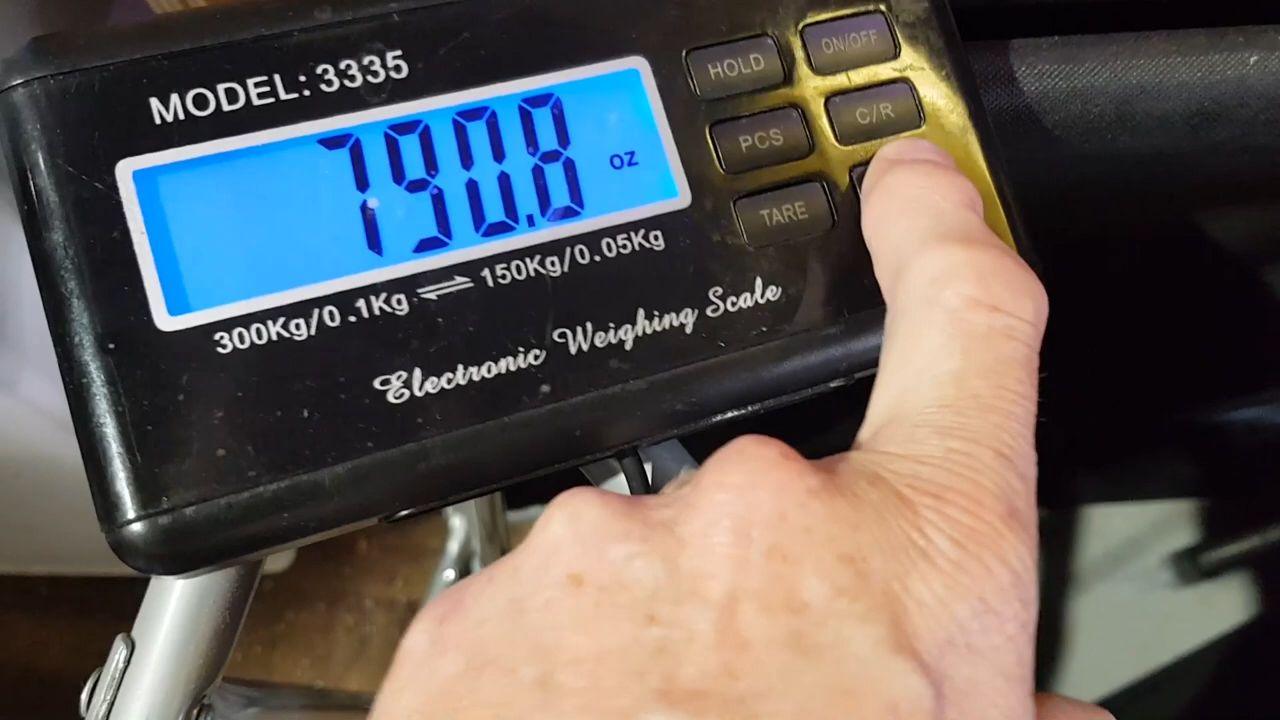 MODEL: 3335
790.8 oz
300Kg/0.1Kg ⇌ 150Kg/0.05Kg
Electronic Weighing Scale
HOLD
ON/OFF
PCS
C/R
TARE